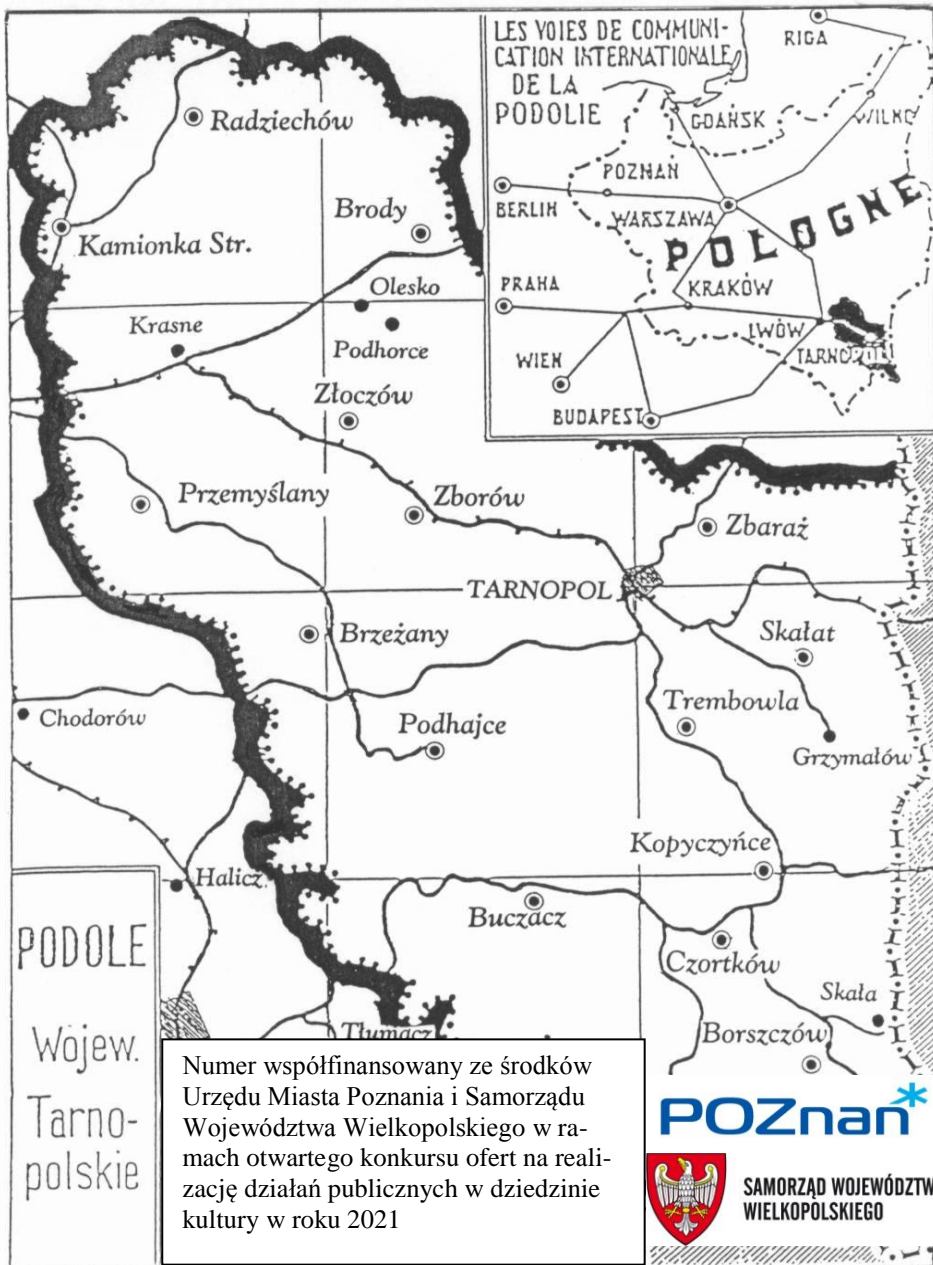 LES VOIES DE COMMUNI-
CATION INTERNATIONALE
DE LA
PODOLIE
RIGA
GDAŃSK
WILNO
POZNAŃ
BERLIN
WARSZAWA
POLOGNE
PRAHA
KRAKÓW
LWÓW
TARNOPOL
WIEN
BUDAPEST
Radziechów
Brody
Kamionka Str.
Olesko
Krasne
Podhorce
Złoczów
Przemyślany
Zborów
Zbaraż
TARNOPOL
Brzeżany
Skałat
Trembowla
Chodorów
Podhajce
Grzymałów
Kopyczyńce
Halicz
Buczacz
Czortków
Skała
Borszczów
Tłumacz
PODOLE
Wojew.
Tarno-
polskie
Numer współfinansowany ze środków
Urzędu Miasta Poznania i Samorządu
Województwa Wielkopolskiego w ra-
mach otwartego konkursu ofert na reali-
zację działań publicznych w dziedzinie
kultury w roku 2021
POZnan*
SAMORZĄD WOJEWÓDZTW
WIELKOPOLSKIEGO